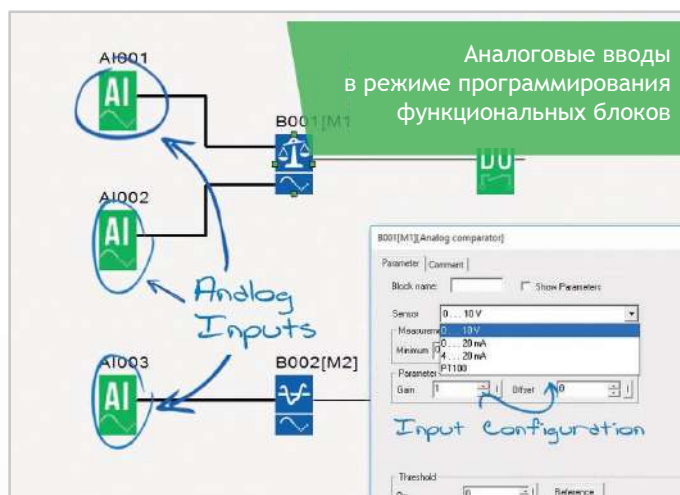 Аналоговые вводы
в режиме программирования
функциональных блоков
AI001
AI
B001[M1
DO
AI002
AI
Analog
Inputs
AI003
AI
B002[M2]
B001[M1][Analog comparator]
Parameter
Comment
Block name:
Show Parameters
Sensor
0 . . . 10 V
0 . . . 10 V
0 . . . 20 mA
4 . . . 20 mA
PT100
Minimum
Parameter
Gain
1
Offset
0
Input Configuration
Threshold
0
Reference